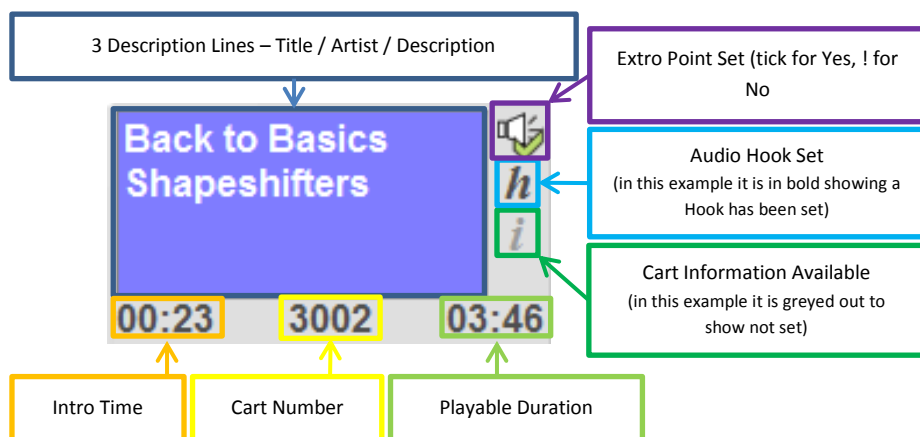 3 Description Lines – Title / Artist / Description
Extro Point Set (tick for Yes, ! for
No
Back to Basics
Shapeshifters
h
i
Audio Hook Set
(in this example it is in bold showing a
Hook has been set)
Cart Information Available
(in this example it is greyed out to
show not set)
00:23 3002 03:46
Intro Time
Cart Number
Playable Duration